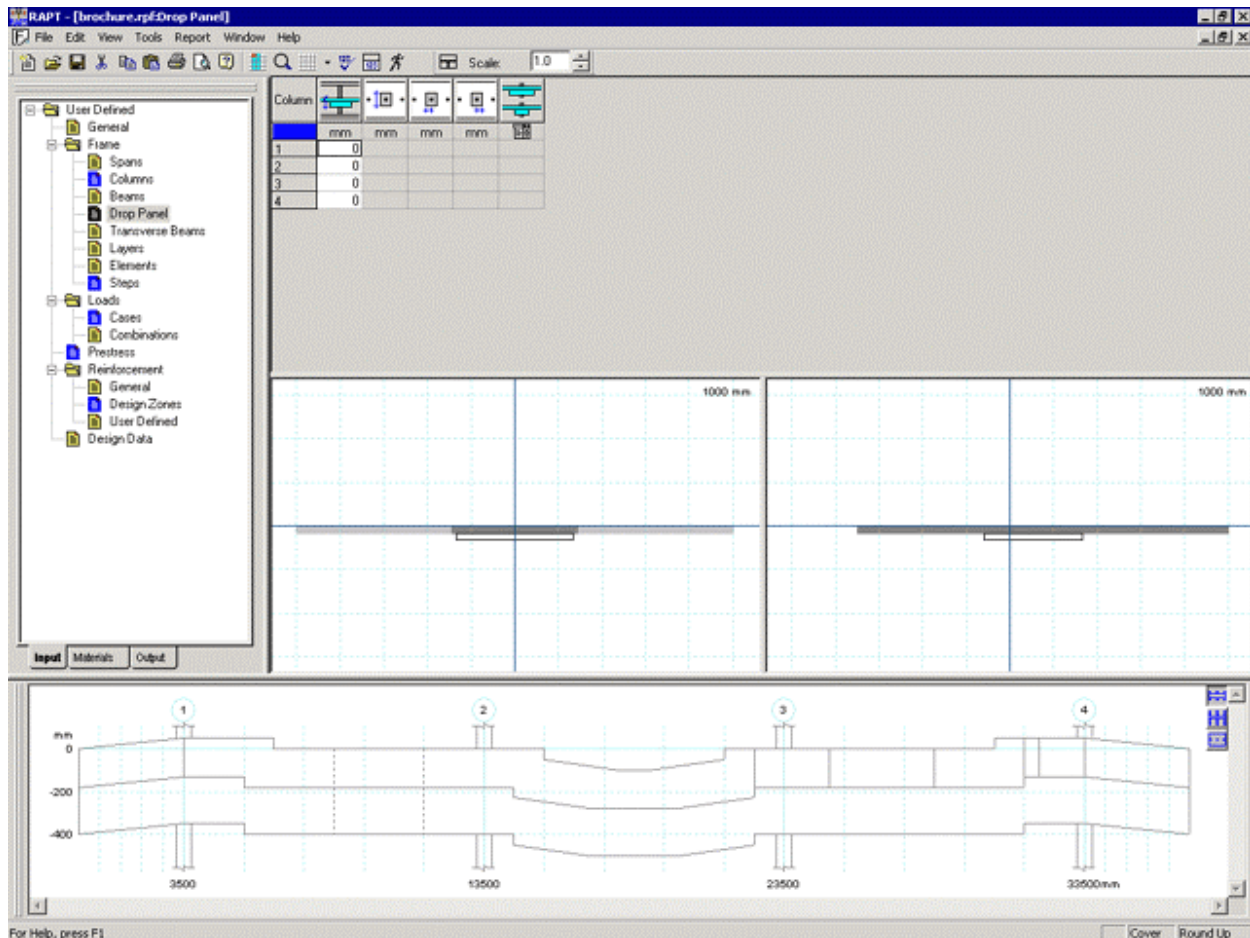 RAPT - [brochure.rpf:Drop Panel]
File Edit View Tools Report Window Help
Scale: 1.0
User Defined
General
Frame
Spans
Columns
Beams
Drop Panel
Transverse Beams
Layers
Elements
Steps
Loads
Cases
Combinations
Prestress
Reinforcement
General
Design Zones
User Defined
Design Data
Input Materials Output
Column
mm mm mm mm
1 0
2 0
3 0
4 0
1000 mm
1000 mm
1 2 3 4
mm
0
-200
-400
3500 13500 23500 33500mm
For Help, press F1
Cover Round Up